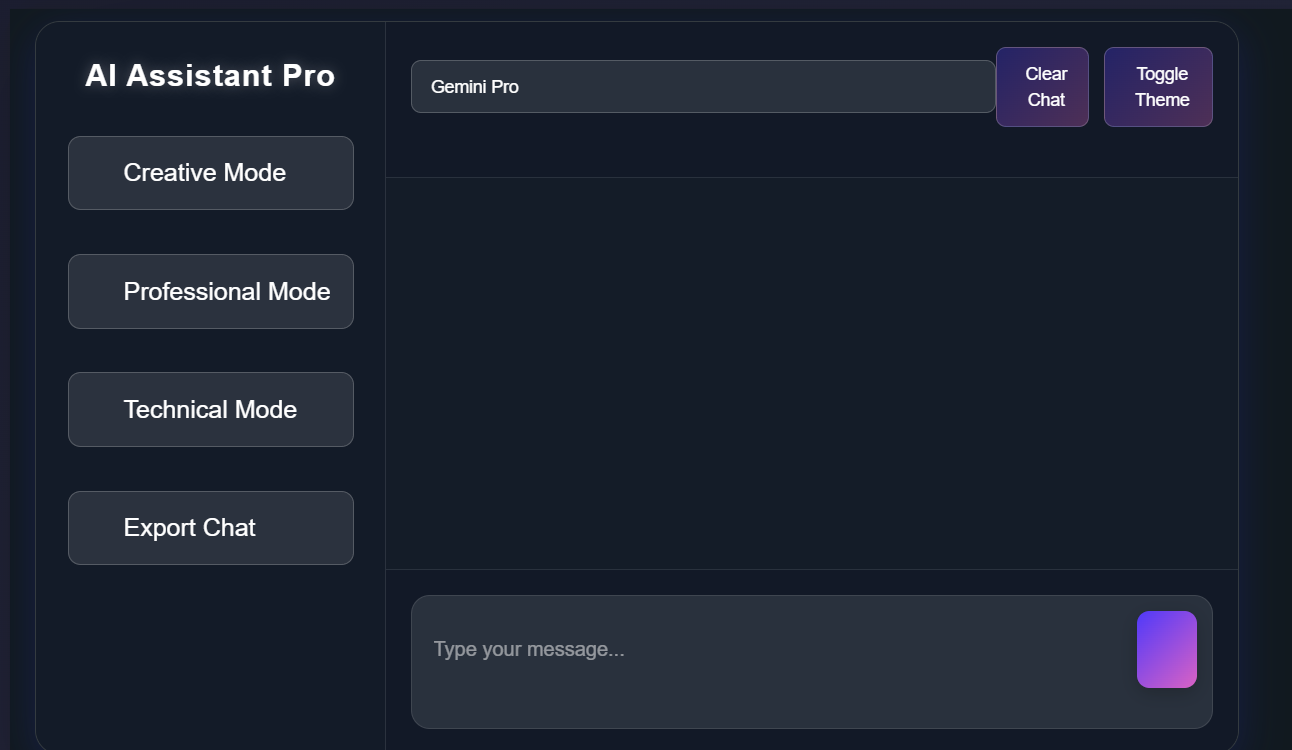 AI Assistant Pro
Creative Mode
Professional Mode
Technical Mode
Export Chat
Gemini Pro
Clear
Chat
Toggle
Theme
Type your message...